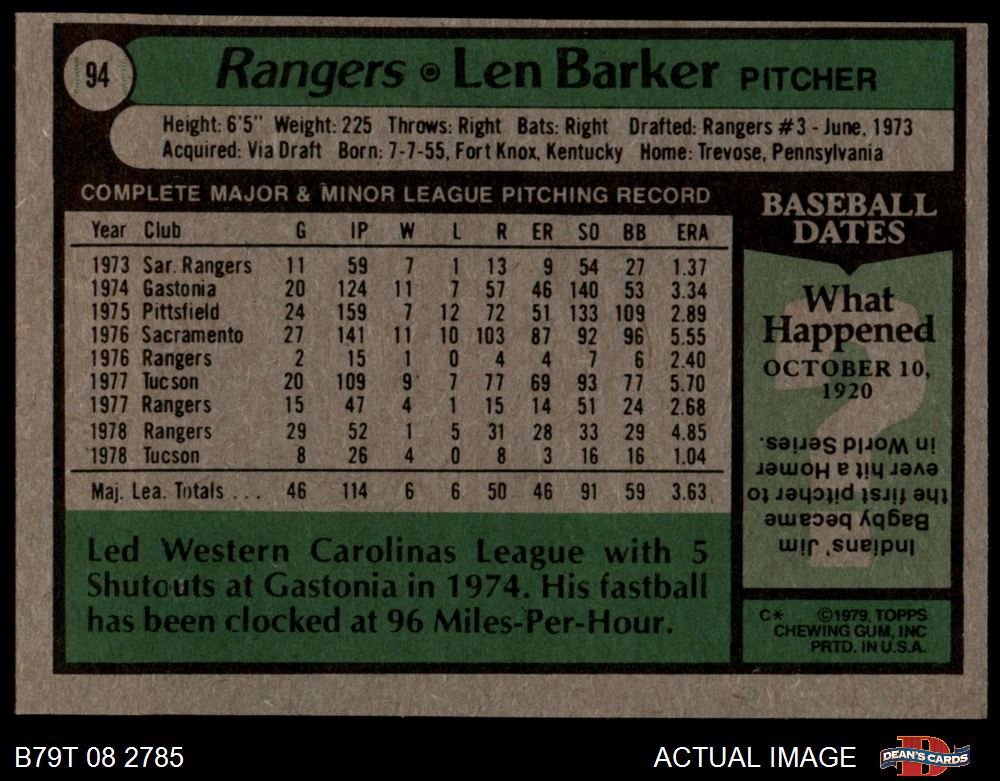 94
Rangers • Len Barker PITCHER
Height: 6'5" Weight: 225 Throws: Right Bats: Right Drafted: Rangers #3 - June, 1973
Acquired: Via Draft Born: 7-7-55, Fort Knox, Kentucky Home: Trevose, Pennsylvania
COMPLETE MAJOR & MINOR LEAGUE PITCHING RECORD
Year Club G IP W L R ER SO BB ERA
1973 Sar. Rangers 11 59 7 1 13 9 54 27 1.37
1974 Gastonia 20 124 11 7 57 46 140 53 3.34
1975 Pittsfield 24 159 7 12 72 51 133 109 2.89
1976 Sacramento 27 141 11 10 103 87 92 96 5.55
1976 Rangers 2 15 1 0 4 4 7 6 2.40
1977 Tucson 20 109 9 7 77 69 93 77 5.70
1977 Rangers 15 47 4 1 15 14 51 24 2.68
1978 Rangers 29 52 1 5 31 28 33 29 4.85
1978 Tucson 8 26 4 0 8 3 16 16 1.04
Maj. Lea. Totals . . . 46 114 6 6 50 46 91 59 3.63
Led Western Carolinas League with 5
Shutouts at Gastonia in 1974. His fastball
has been clocked at 96 Miles-Per-Hour.
BASEBALL
DATES
What
Happened
OCTOBER 10,
1920
Indians' Jim
Bagby became
the first pitcher to
ever hit a Homer
in World Series.
C* ©1979, TOPPS
CHEWING GUM, INC
PRTD. IN U.S.A.
B79T 08 2785
ACTUAL IMAGE
DEAN'S CARDS